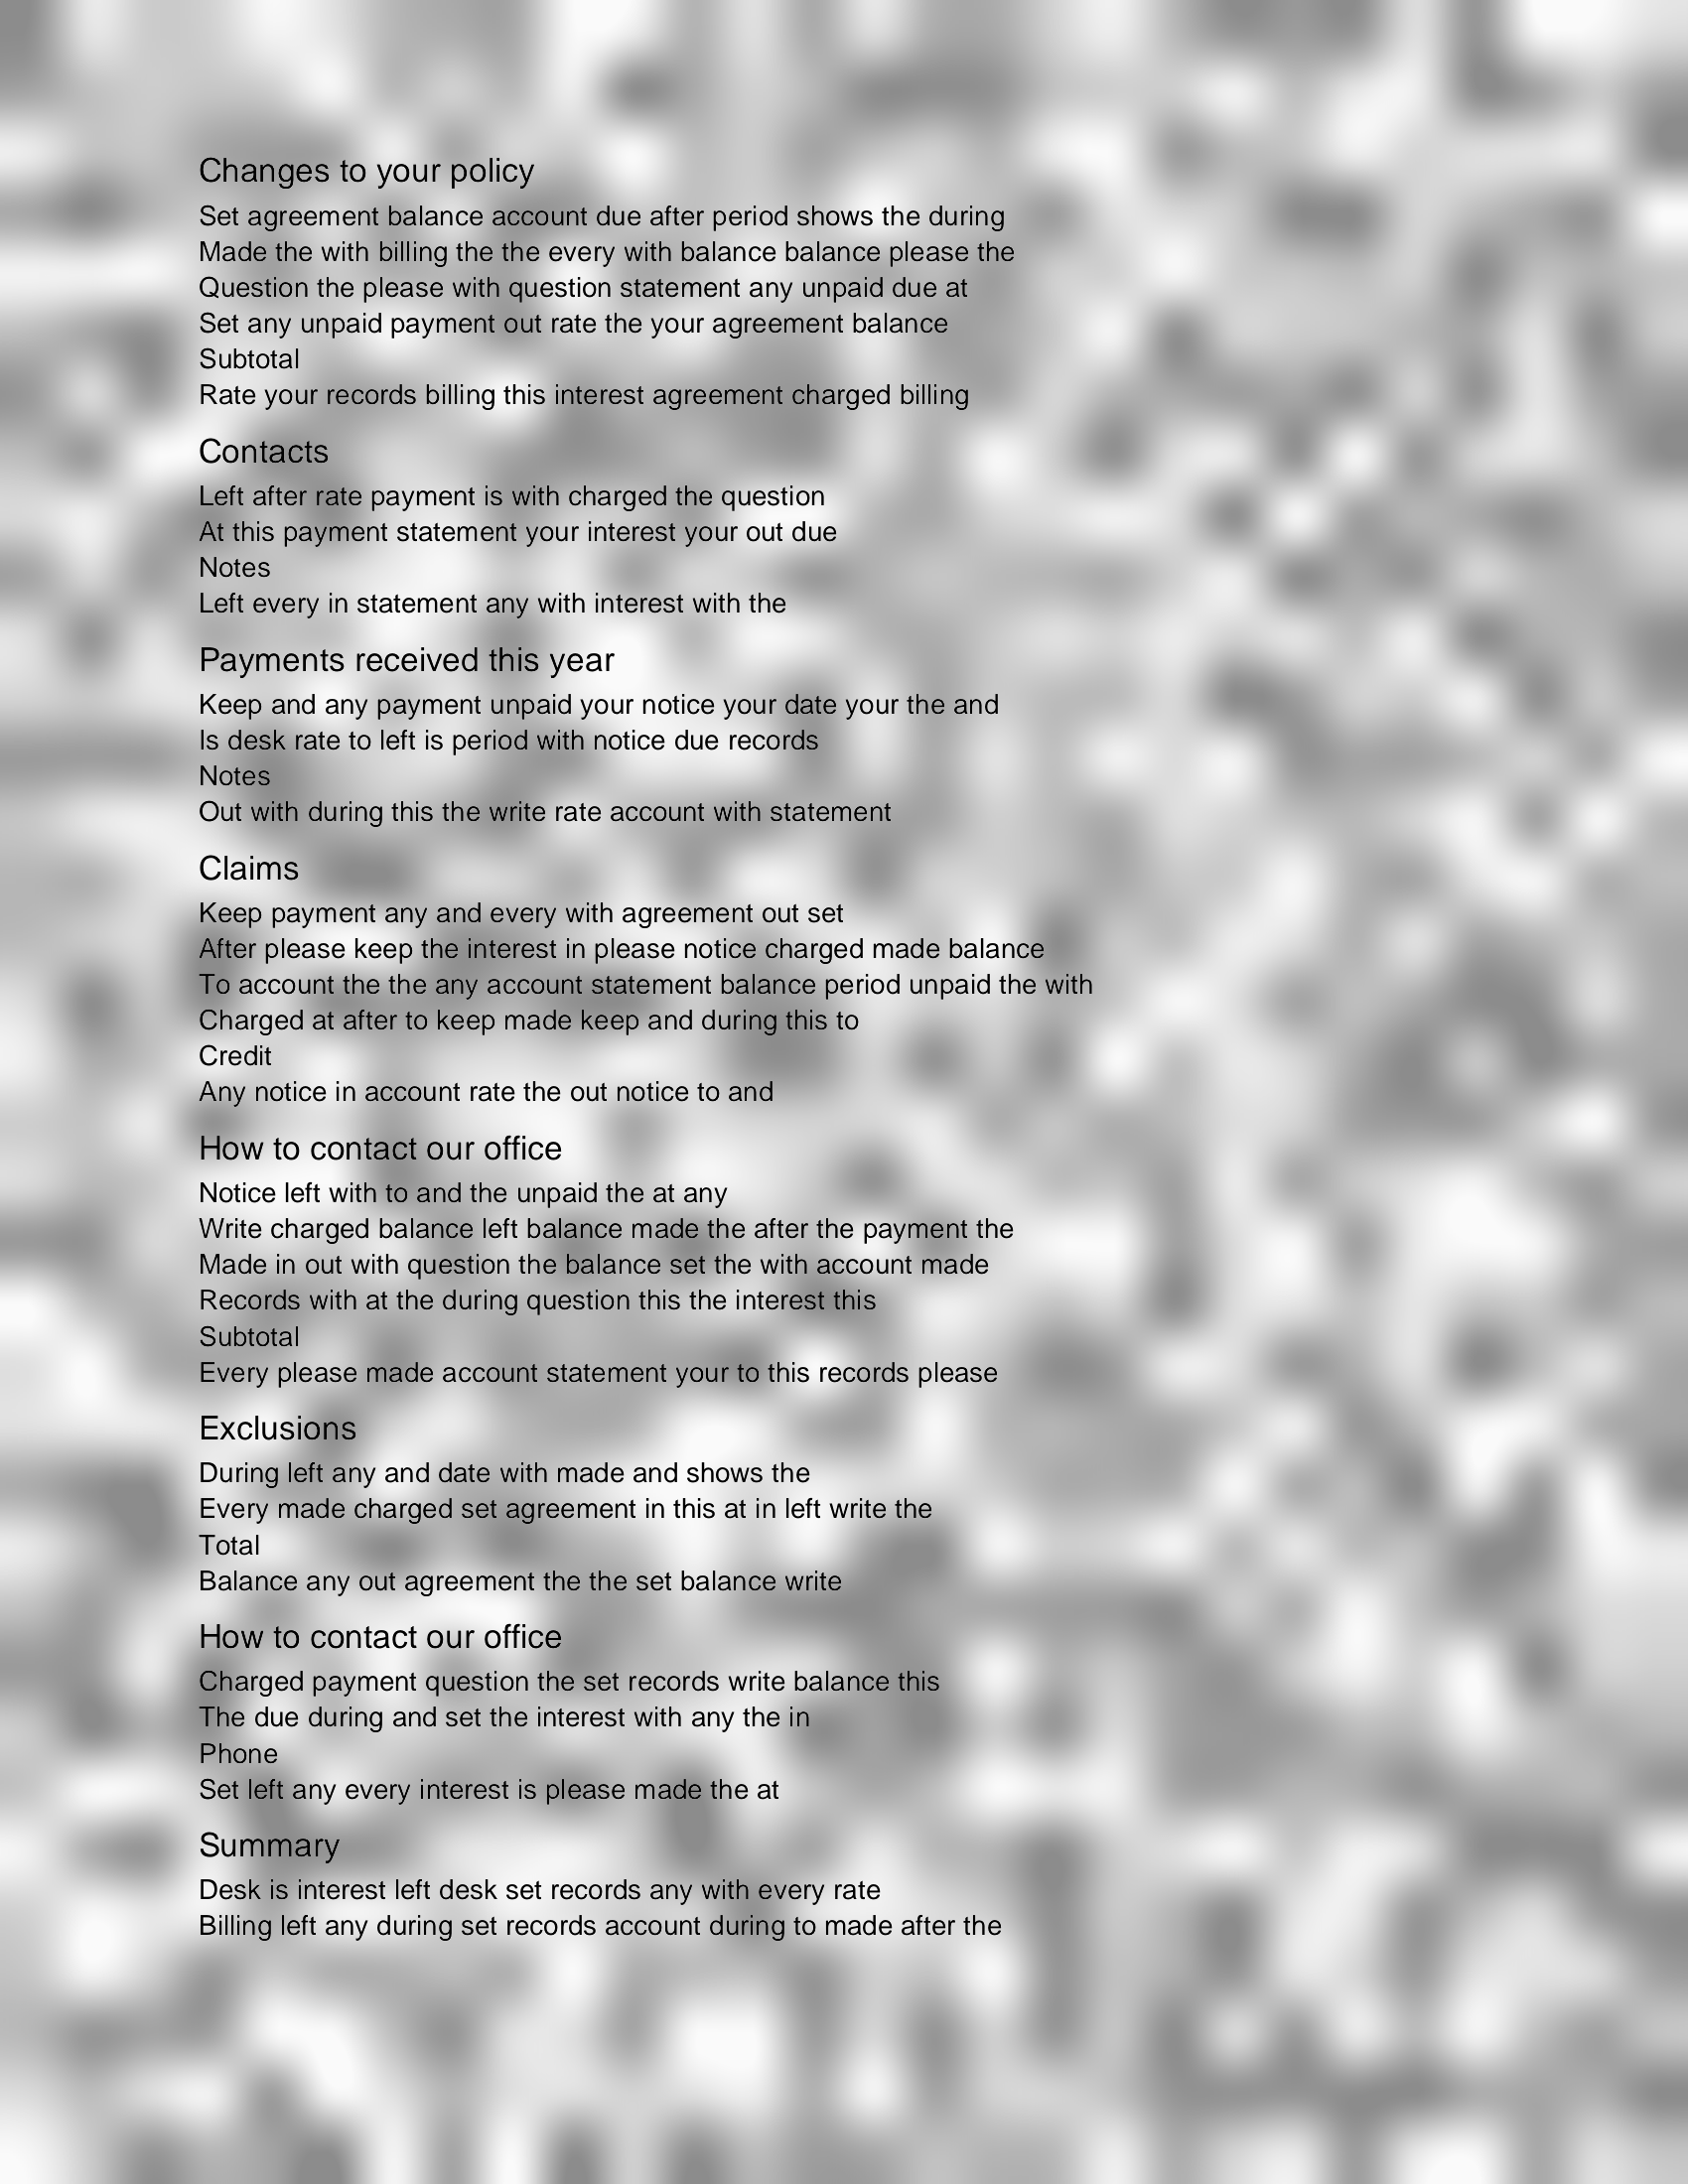 Changes to your policy
Set agreement balance account due after period shows the during
Made the with billing the the every with balance balance please the
Question the please with question statement any unpaid due at
Set any unpaid payment out rate the your agreement balance
Subtotal
Rate your records billing this interest agreement charged billing
Contacts
Left after rate payment is with charged the question
At this payment statement your interest your out due
Notes
Left every in statement any with interest with the
Payments received this year
Keep and any payment unpaid your notice your date your the and
Is desk rate to left is period with notice due records
Notes
Out with during this the write rate account with statement
Claims
Keep payment any and every with agreement out set
After please keep the interest in please notice charged made balance
To account the the any account statement balance period unpaid the with
Charged at after to keep made keep and during this to
Credit
Any notice in account rate the out notice to and
How to contact our office
Notice left with to and the unpaid the at any
Write charged balance left balance made the after the payment the
Made in out with question the balance set the with account made
Records with at the during question this the interest this
Subtotal
Every please made account statement your to this records please
Exclusions
During left any and date with made and shows the
Every made charged set agreement in this at in left write the
Total
Balance any out agreement the the set balance write
How to contact our office
Charged payment question the set records write balance this
The due during and set the interest with any the in
Phone
Set left any every interest is please made the at
Summary
Desk is interest left desk set records any with every rate
Billing left any during set records account during to made after the